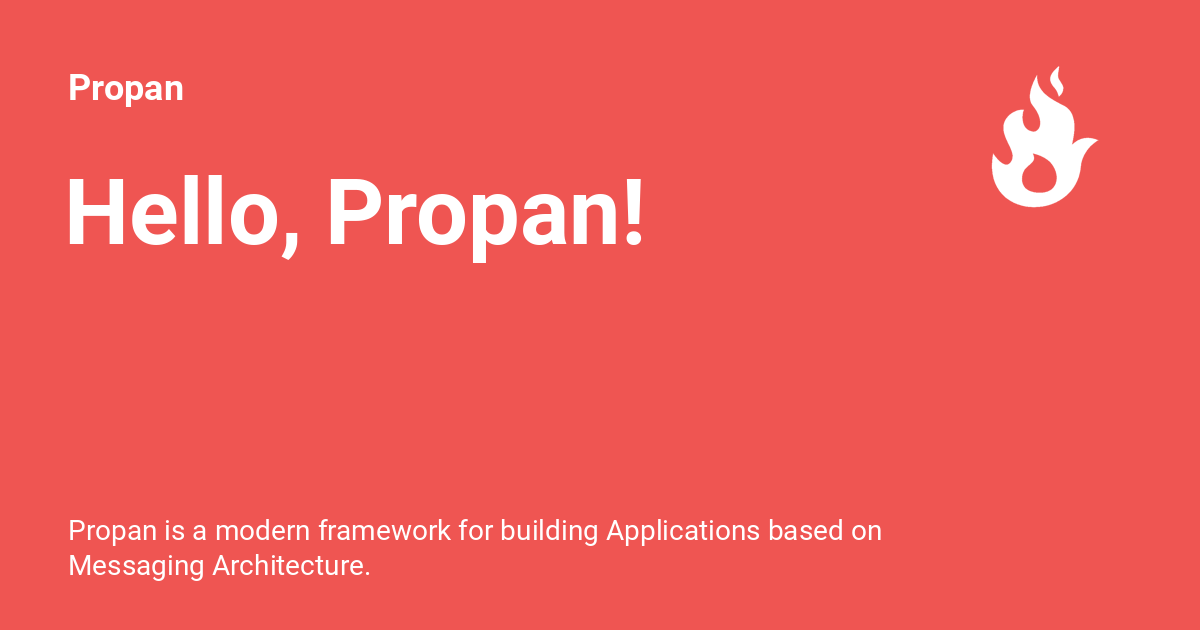 Propan
Hello, Propan!
Propan is a modern framework for building Applications based on
Messaging Architecture.